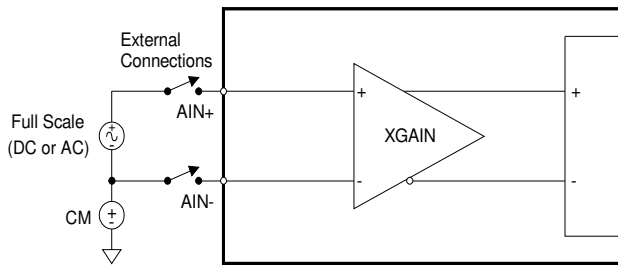 External
Connections
+
+
AIN+
Full Scale
(DC or AC)
+
-
XGAIN
-
-
AIN-
CM
+
-